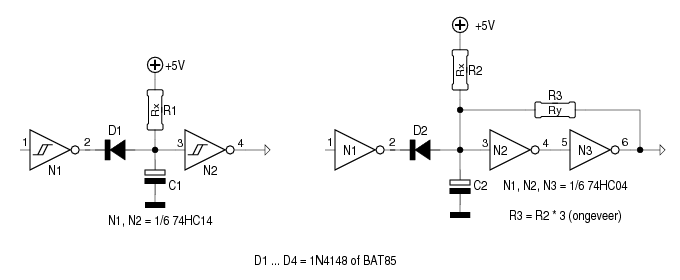 +5V
Rx
R1
1
N1
2
D1
3
N2
4
C1
N1, N2 = 1/6 74HC14
+5V
Rx
R2
R3
Ry
1
N1
2
D2
3
N2
4
5
N3
6
C2
N1, N2, N3 = 1/6 74HC04
R3 = R2 * 3 (ongeveer)
D1 ... D4 = 1N4148 of BAT85